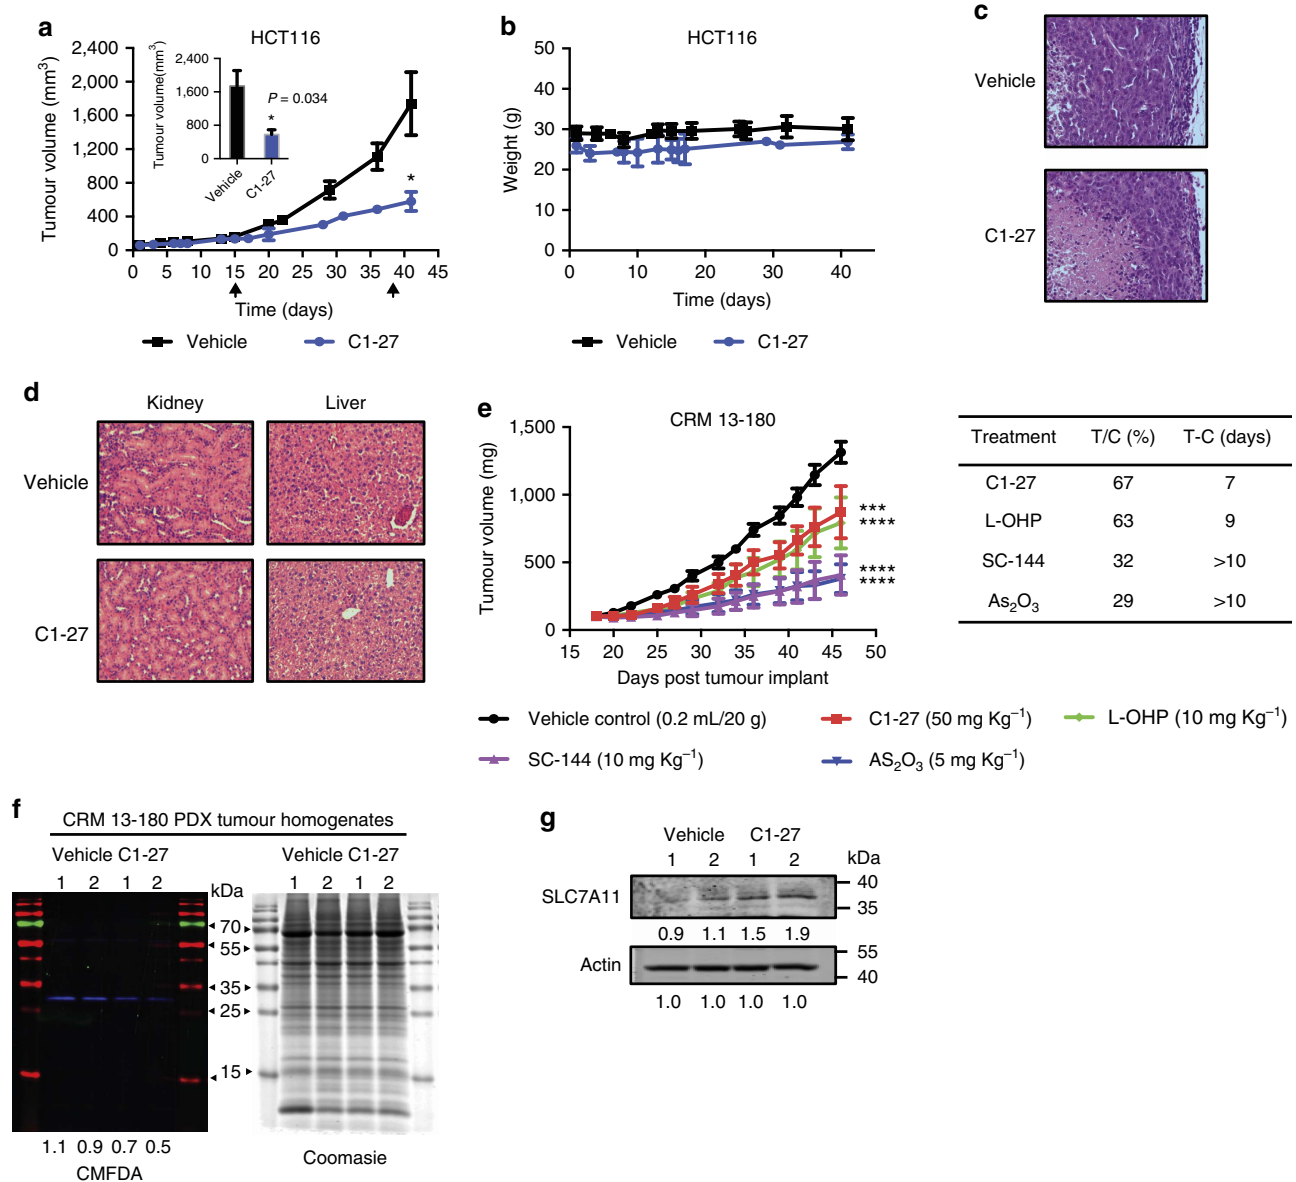 a
HCT116
Tumour volume (mm³)
2,400
2,000
1,600
1,200
800
400
0
0 5 10 15 20 25 30 35 40 45
Time (days)
Tumour volume(mm³)
2,400
1,600
800
0
P = 0.034
*
Vehicle
C1-27
*
Vehicle C1-27
b
HCT116
Weight (g)
50
40
30
20
10
0
0 10 20 30 40
Time (days)
Vehicle C1-27
c
Vehicle
C1-27
d
Kidney Liver
Vehicle
C1-27
e
CRM 13-180
Tumour volume (mg)
1,500
1,000
500
0
15 20 25 30 35 40 45 50
Days post tumour implant
***
****
****
****
Treatment T/C (%) T-C (days)
C1-27 67 7
L-OHP 63 9
SC-144 32 >10
As₂O₃ 29 >10
Vehicle control (0.2 mL/20 g) C1-27 (50 mg Kg⁻¹) L-OHP (10 mg Kg⁻¹)
SC-144 (10 mg Kg⁻¹) AS₂O₃ (5 mg Kg⁻¹)
f
CRM 13-180 PDX tumour homogenates
Vehicle C1-27 Vehicle C1-27
1 2 1 2 kDa 1 2 1 2
70
55
35
25
15
1.1 0.9 0.7 0.5
CMFDA
Coomasie
g
Vehicle C1-27
1 2 1 2 kDa
SLC7A11
40
35
0.9 1.1 1.5 1.9
Actin
55
40
1.0 1.0 1.0 1.0